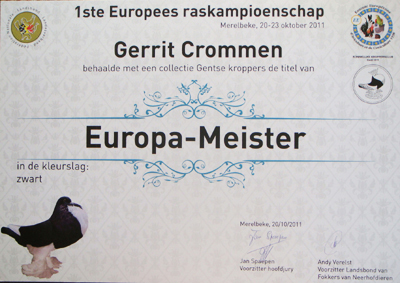 1ste Europees raskampioenschap
Merelbeke, 20-23 oktober 2011
Gerrit Crommen
behaalde met een collectie Gentse kroppers de titel van
Europa-Meister
in de kleurslag:
zwart
Merelbeke, 20/10/2011
Jan Spaepen
Voorzitter hoofdjury
Andy Verelst
Voorzitter Landsbond van
Fokkers van Neerhofdieren